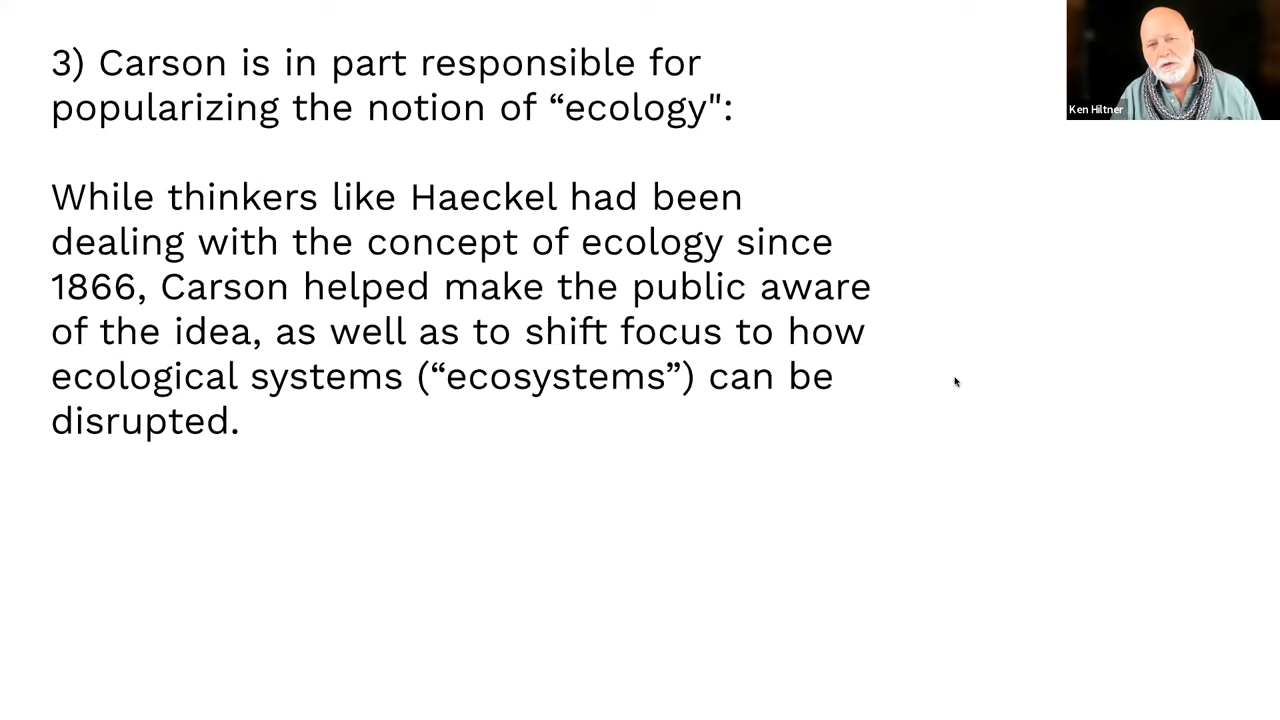 3) Carson is in part responsible for
popularizing the notion of “ecology":
While thinkers like Haeckel had been
dealing with the concept of ecology since
1866, Carson helped make the public aware
of the idea, as well as to shift focus to how
ecological systems (“ecosystems”) can be
disrupted.
Ken Hiltner